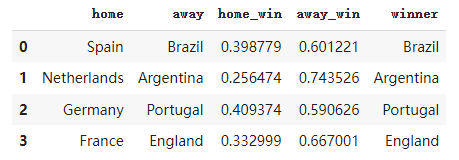 home away home_win away_win winner
0 Spain Brazil 0.398779 0.601221 Brazil
1 Netherlands Argentina 0.256474 0.743526 Argentina
2 Germany Portugal 0.409374 0.590626 Portugal
3 France England 0.332999 0.667001 England